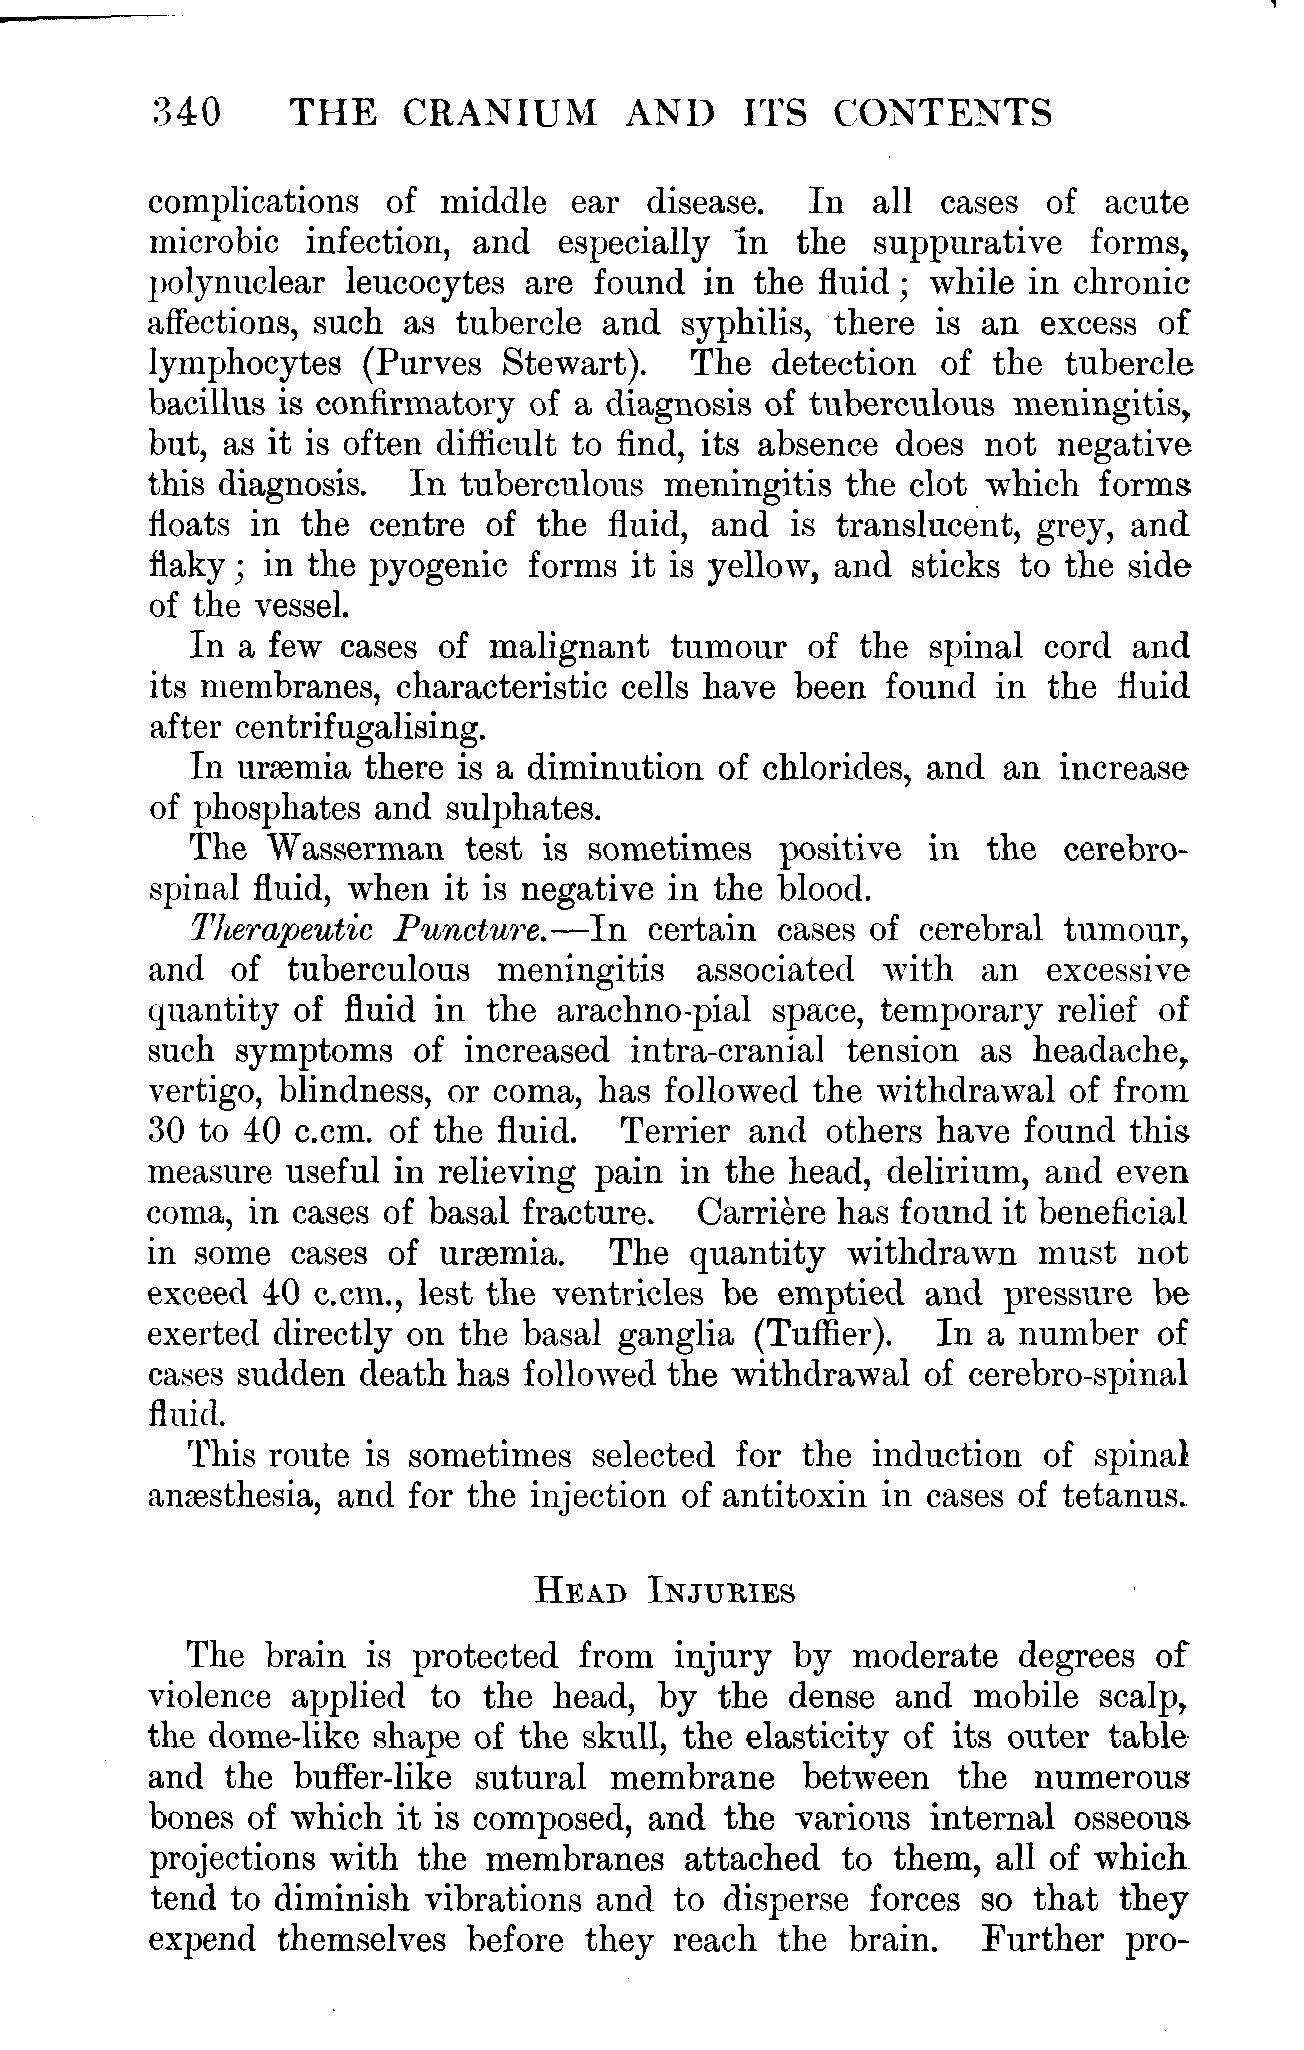 340 THE CRANIUM AND ITS CONTENTS
complications of middle ear disease. In all cases of acute
microbic infection, and especially in the suppurative forms,
polynuclear leucocytes are found in the fluid; while in chronic
affections, such as tubercle and syphilis, there is an excess of
lymphocytes (Purves Stewart). The detection of the tubercle
bacillus is confirmatory of a diagnosis of tuberculous meningitis,
but, as it is often difficult to find, its absence does not negative
this diagnosis. In tuberculous meningitis the clot which forms
floats in the centre of the fluid, and is translucent, grey, and
flaky; in the pyogenic forms it is yellow, and sticks to the side
of the vessel.
In a few cases of malignant tumour of the spinal cord and
its membranes, characteristic cells have been found in the fluid
after centrifugalising.
In uræmia there is a diminution of chlorides, and an increase
of phosphates and sulphates.
The Wasserman test is sometimes positive in the cerebro-
spinal fluid, when it is negative in the blood.
Therapeutic Puncture.—In certain cases of cerebral tumour,
and of tuberculous meningitis associated with an excessive
quantity of fluid in the arachno-pial space, temporary relief of
such symptoms of increased intra-cranial tension as headache,
vertigo, blindness, or coma, has followed the withdrawal of from
30 to 40 c.cm. of the fluid. Terrier and others have found this
measure useful in relieving pain in the head, delirium, and even
coma, in cases of basal fracture. Carrière has found it beneficial
in some cases of uræmia. The quantity withdrawn must not
exceed 40 c.cm., lest the ventricles be emptied and pressure be
exerted directly on the basal ganglia (Tuffier). In a number of
cases sudden death has followed the withdrawal of cerebro-spinal
fluid.
This route is sometimes selected for the induction of spinal
anæsthesia, and for the injection of antitoxin in cases of tetanus.
HEAD INJURIES
The brain is protected from injury by moderate degrees of
violence applied to the head, by the dense and mobile scalp,
the dome-like shape of the skull, the elasticity of its outer table
and the buffer-like sutural membrane between the numerous
bones of which it is composed, and the various internal osseous
projections with the membranes attached to them, all of which
tend to diminish vibrations and to disperse forces so that they
expend themselves before they reach the brain. Further pro-